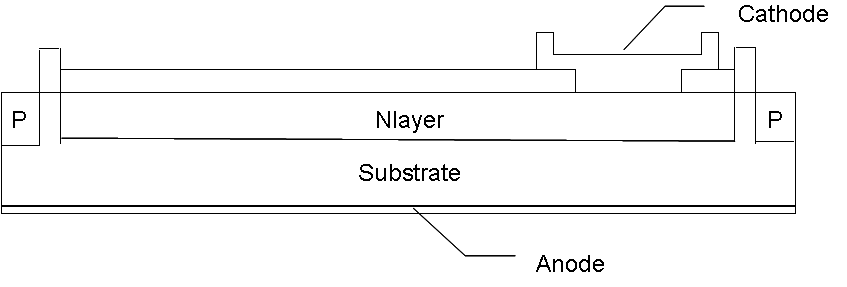 Cathode
P
Nlayer
P
Substrate
Anode